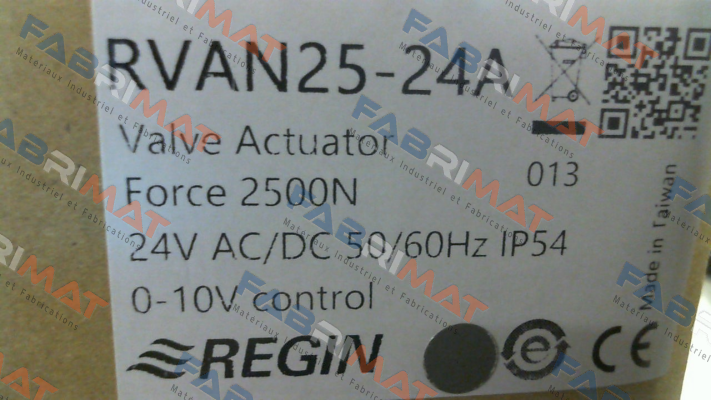 RVAN25-24A
Valve Actuator
Force 2500N
013
24V AC/DC 50/60Hz IP54
0-10V control
Made in Taiwan
REGIN
e
CE
FABRIMAT
Materiaux Industriel et Fabrications